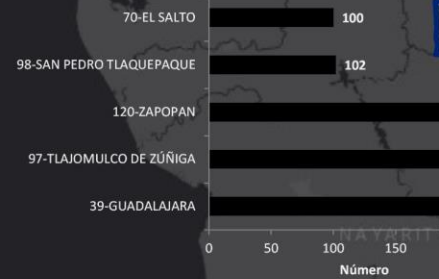 70-EL SALTO 100
98-SAN PEDRO TLAQUEPAQUE 102
120-ZAPOPAN
97-TLAJOMULCO DE ZÚÑIGA
39-GUADALAJARA
NAYARIT
0 50 100 150
Número